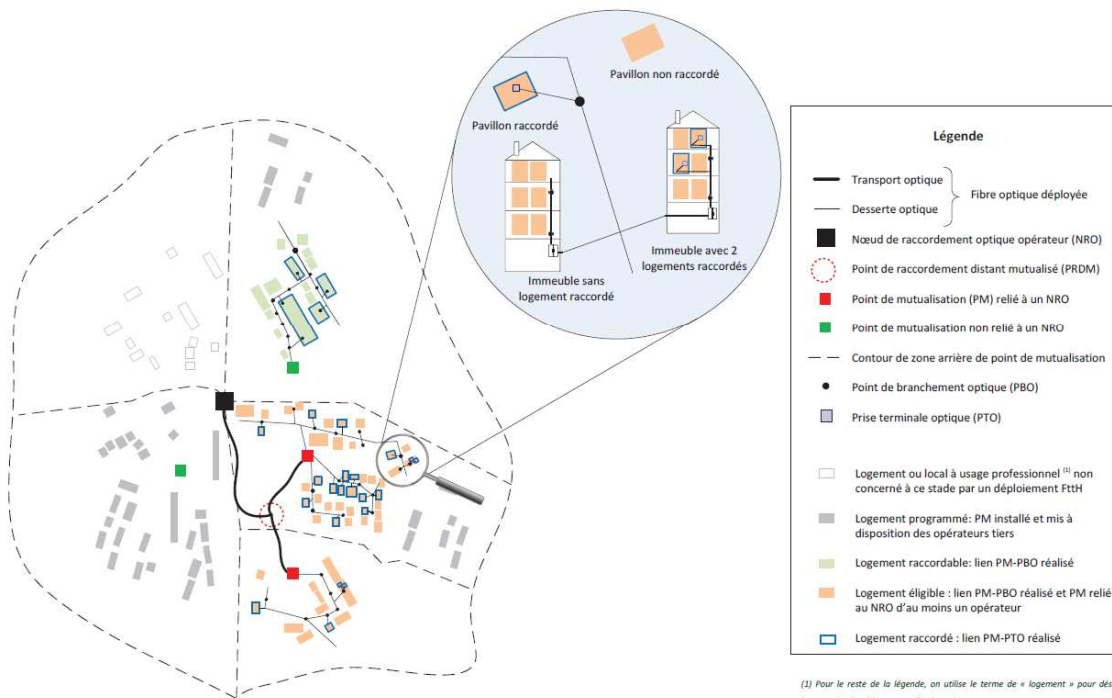 Pavillon non raccordé
Pavillon raccordé
Immeuble sans
logement raccordé
Immeuble avec 2
logements raccordés
Légende
Transport optique
Desserte optique
Fibre optique déployée
Nœud de raccordement optique opérateur (NRO)
Point de raccordement distant mutualisé (PRDM)
Point de mutualisation (PM) relié à un NRO
Point de mutualisation non relié à un NRO
Contour de zone arrière de point de mutualisation
Point de branchement optique (PBO)
Prise terminale optique (PTO)
Logement ou local à usage professionnel (1) non
concerné à ce stade par un déploiement FttH
Logement programmé: PM installé et mis à
disposition des opérateurs tiers
Logement raccordable: lien PM-PBO réalisé
Logement éligible : lien PM-PBO réalisé et PM relié
au NRO d'au moins un opérateur
Logement raccordé : lien PM-PTO réalisé
(1) Pour le reste de la légende, on utilise le terme de « logement » pour dés